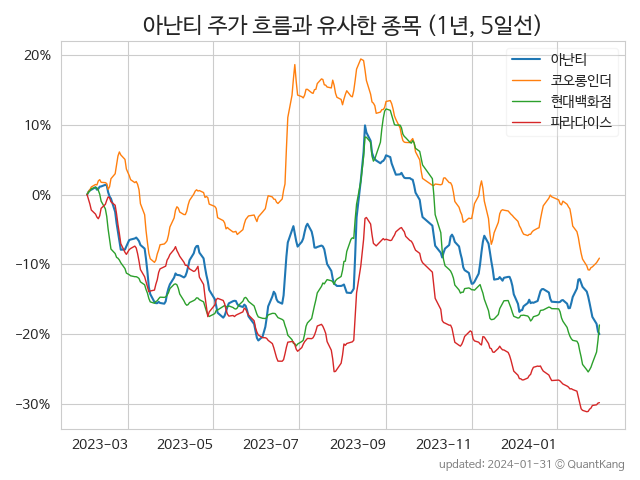 아난티 주가 흐름과 유사한 종목 (1년, 5일선)
20%
10%
0%
−10%
−20%
−30%
아난티
코오롱인더
현대백화점
파라다이스
2023-03 2023-05 2023-07 2023-09 2023-11 2024-01
updated: 2024-01-31 © QuantKang